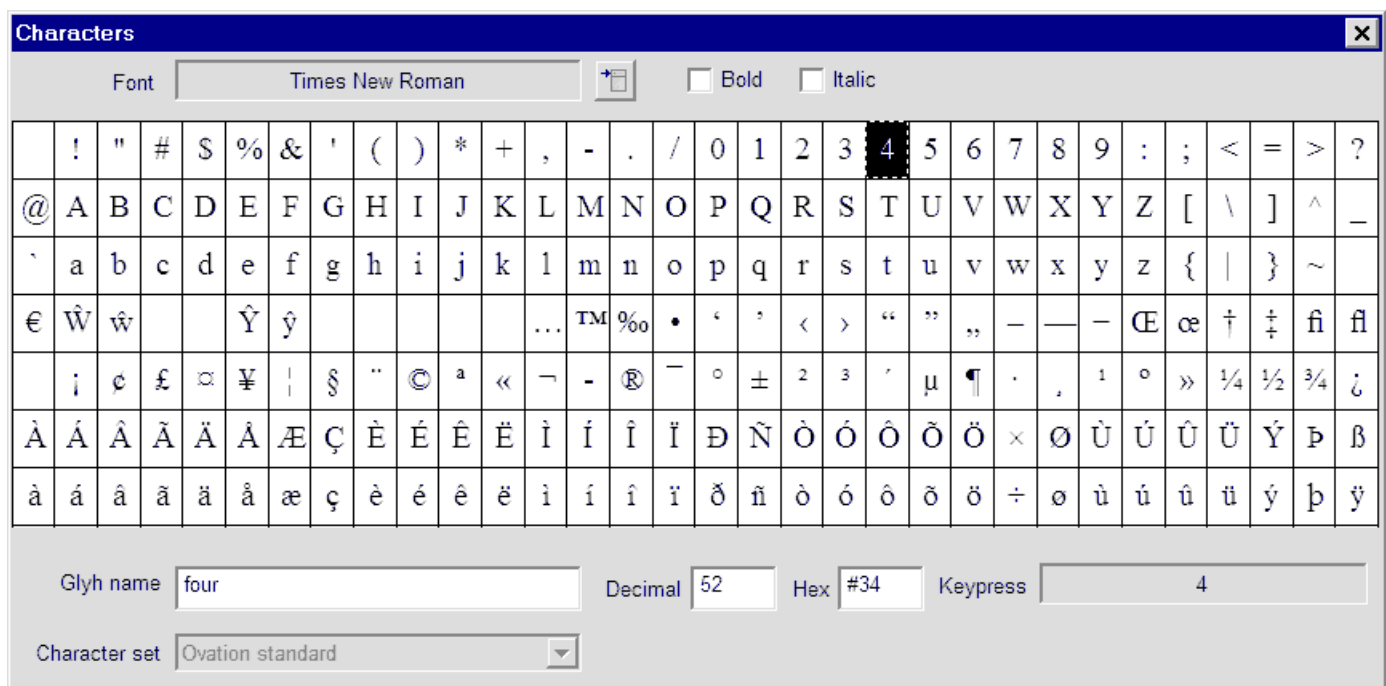 Characters
Font Times New Roman Bold Italic
! " # $ % & ' ( ) * + , - . / 0 1 2 3 4 5 6 7 8 9 : ; < = > ?
@ A B C D E F G H I J K L M N O P Q R S T U V W X Y Z [ \ ] ^ _
` a b c d e f g h i j k l m n o p q r s t u v w x y z { | } ~
€ Ŵ ŵ Ŷ ŷ … ™ ‰ • ‘ ’ ‹ › “ ” „ – — − Œ œ † ‡ fi fl
¡ ¢ £ ¤ ¥ ¦ § ¨ © ª « ¬ - ® ¯ ° ± ² ³ ´ µ ¶ · ¸ ¹ º » ¼ ½ ¾ ¿
À Á Â Ã Ä Å Æ Ç È É Ê Ë Ì Í Î Ï Ð Ñ Ò Ó Ô Õ Ö × Ø Ù Ú Û Ü Ý Þ ß
à á â ã ä å æ ç è é ê ë ì í î ï ð ñ ò ó ô õ ö ÷ ø ù ú û ü ý þ ÿ
Glyh name four Decimal 52 Hex #34 Keypress 4
Character set Ovation standard